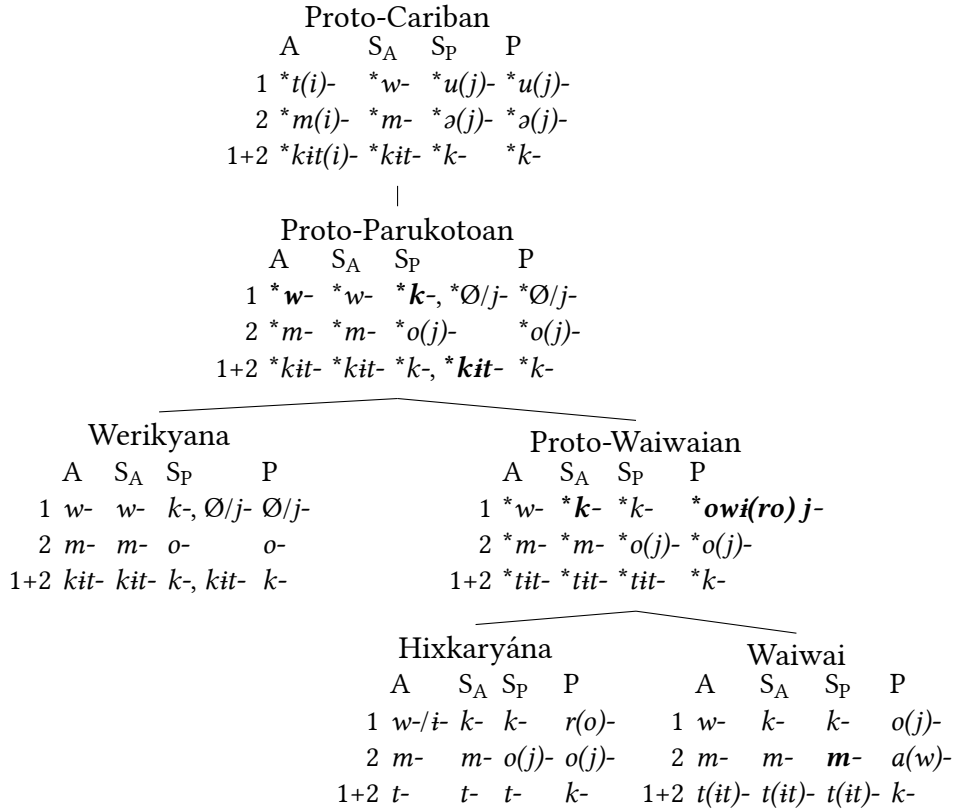 Proto-Cariban
A S_A S_P P
1 *t(i)- *w- *u(j)- *u(j)-
2 *m(i)- *m- *ə(j)- *ə(j)-
1+2 *kɨt(i)- *kɨt- *k- *k-
Proto-Parukotoan
A S_A S_P P
1 *w- *w- *k-, *Ø/j- *Ø/j-
2 *m- *m- *o(j)- *o(j)-
1+2 *kɨt- *kɨt- *k-, *kɨt- *k-
Werikyana
A S_A S_P P
1 w- w- k-, Ø/j- Ø/j-
2 m- m- o- o-
1+2 kɨt- kɨt- k-, kɨt- k-
Proto-Waiwaian
A S_A S_P P
1 *w- *k- *k- *owɨ(ro) j-
2 *m- *m- *o(j)- *o(j)-
1+2 *tɨt- *tɨt- *tɨt- *k-
Hixkaryána
A S_A S_P P
1 w-/ɨ- k- k- r(o)-
2 m- m- o(j)- o(j)-
1+2 t- t- t- k-
Waiwai
A S_A S_P P
1 w- k- k- o(j)-
2 m- m- m- a(w)-
1+2 t(ɨt)- t(ɨt)- t(ɨt)- k-